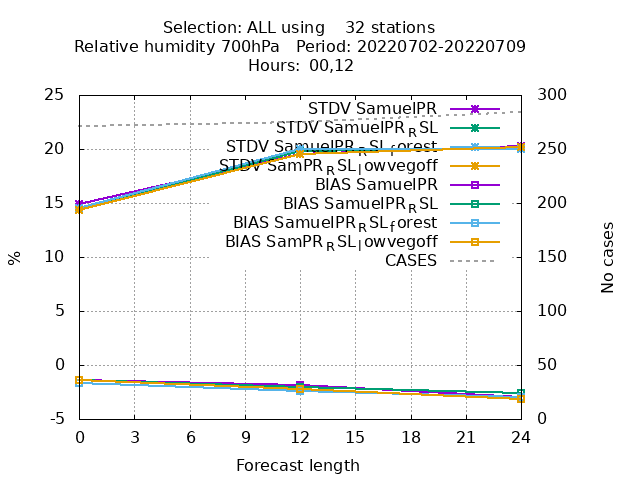 Selection: ALL using    32 stations
Relative humidity 700hPa   Period: 20220702-20220709
Hours: 00,12
STDV SamuelPR
STDV SamuelPR_RSL
STDV SamuelPR_RSL_forest
STDV SamPR_RSL_lowvegoff
BIAS SamuelPR
BIAS SamuelPR_RSL
BIAS SamuelPR_RSL_forest
BIAS SamPR_RSL_lowvegoff
CASES
25
20
15
10
5
0
-5
%
300
250
200
150
100
50
0
No cases
0 3 6 9 12 15 18 21 24
Forecast length